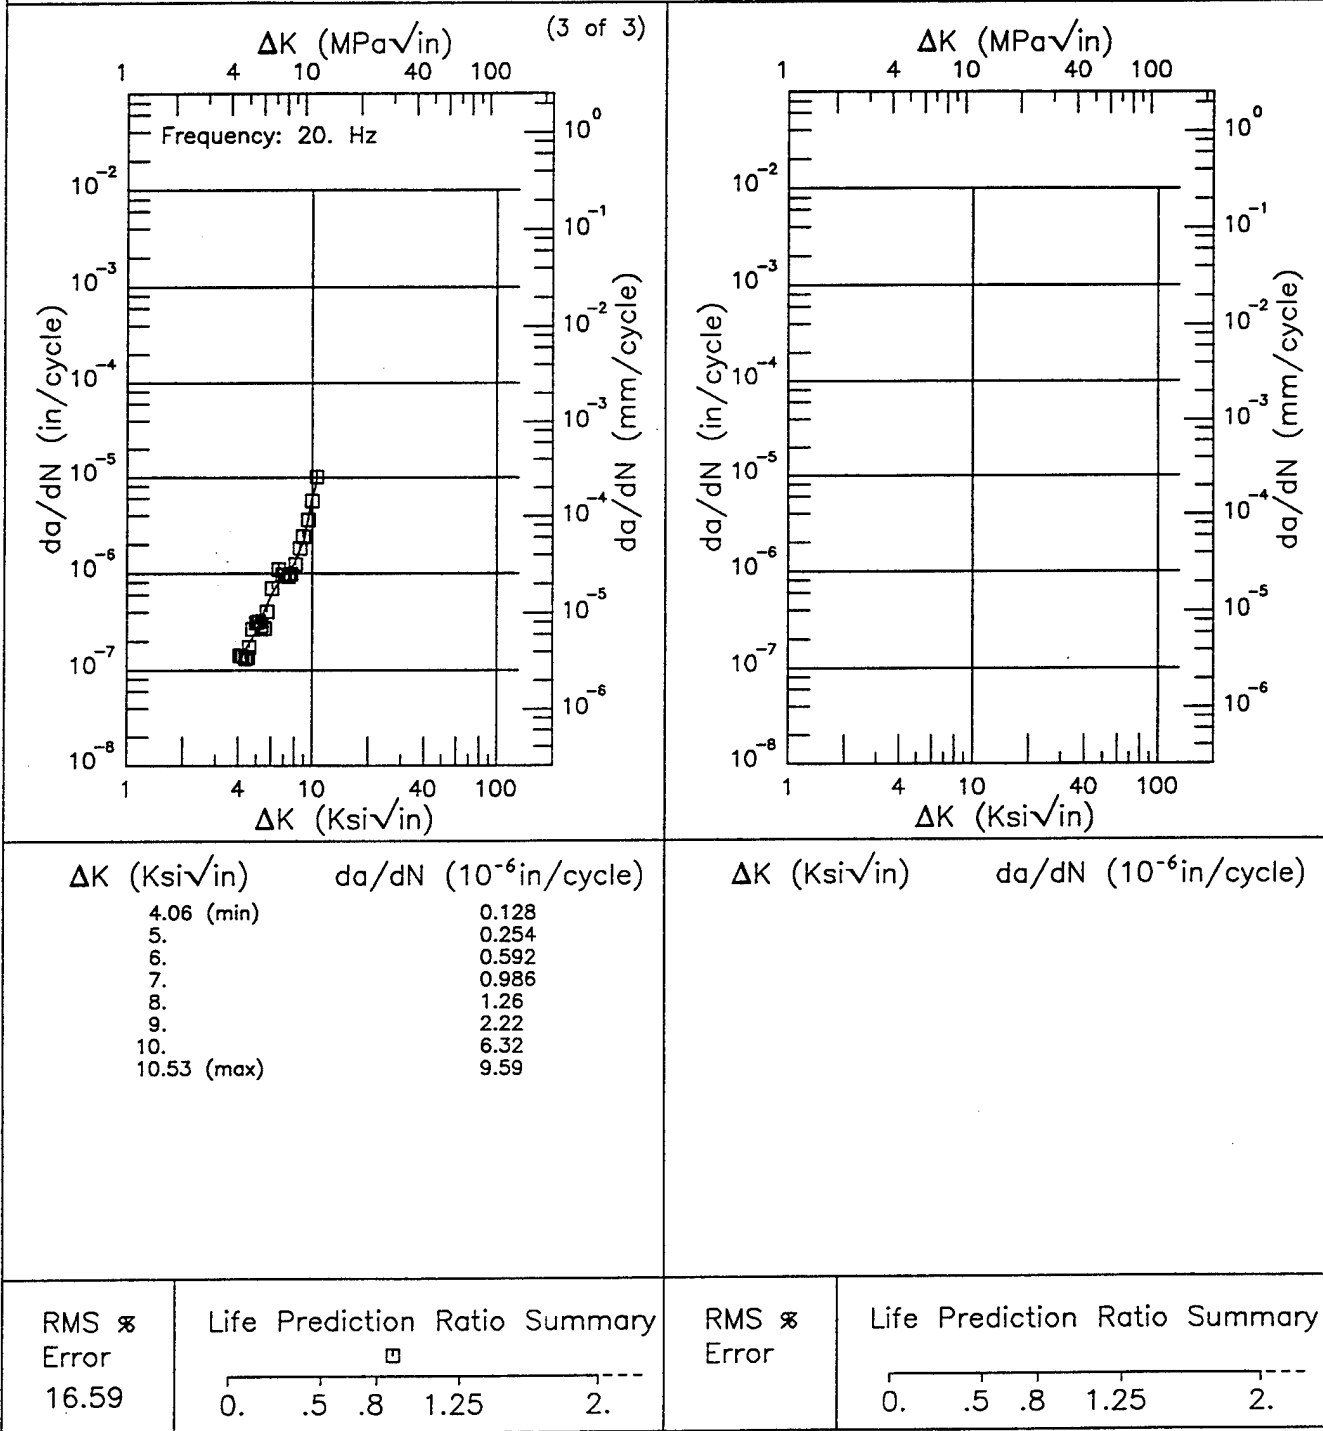 (3 of 3)
ΔK (MPa√in)
1 4 10 40 100
Frequency: 20. Hz
10⁻²
10⁻³
10⁻⁴
10⁻⁵
10⁻⁶
10⁻⁷
10⁻⁸
da/dN (in/cycle)
10⁰
10⁻¹
10⁻²
10⁻³
10⁻⁴
10⁻⁵
10⁻⁶
da/dN (mm/cycle)
1 4 10 40 100
ΔK (Ksi√in)
ΔK (MPa√in)
1 4 10 40 100
10⁻²
10⁻³
10⁻⁴
10⁻⁵
10⁻⁶
10⁻⁷
10⁻⁸
da/dN (in/cycle)
10⁰
10⁻¹
10⁻²
10⁻³
10⁻⁴
10⁻⁵
10⁻⁶
da/dN (mm/cycle)
1 4 10 40 100
ΔK (Ksi√in)
ΔK (Ksi√in) da/dN (10⁻⁶in/cycle)
4.06 (min) 0.128
5. 0.254
6. 0.592
7. 0.986
8. 1.26
9. 2.22
10. 6.32
10.53 (max) 9.59
ΔK (Ksi√in) da/dN (10⁻⁶in/cycle)
RMS %
Error
16.59
Life Prediction Ratio Summary
0. .5 .8 1.25 2.
RMS %
Error
Life Prediction Ratio Summary
0. .5 .8 1.25 2.